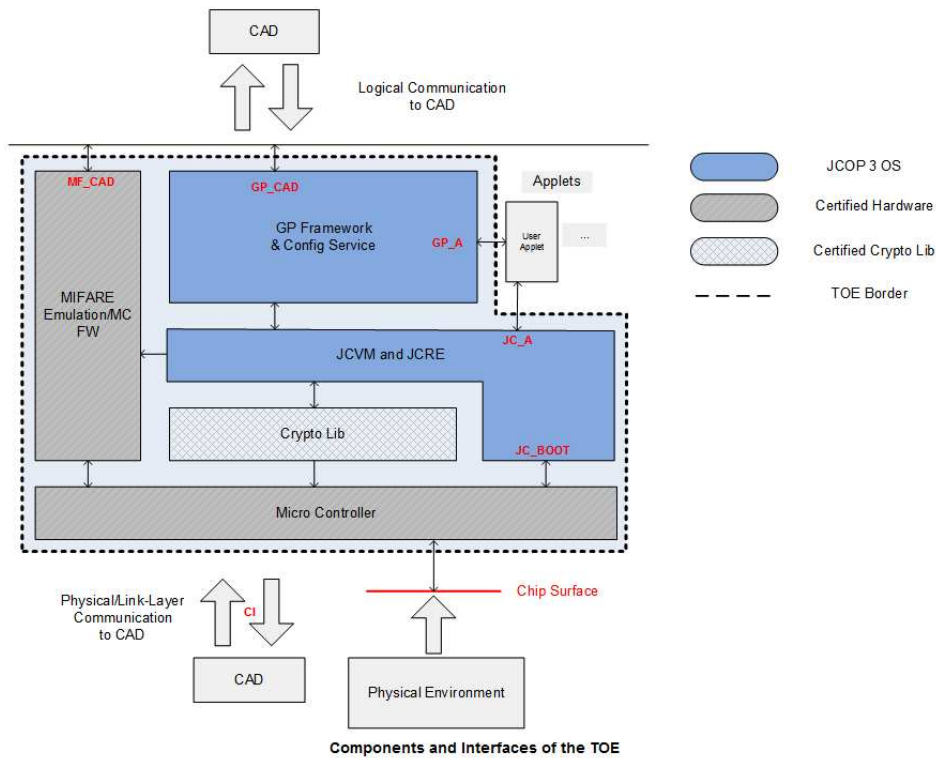 CAD
Logical Communication
to CAD
MF_CAD
GP_CAD
Applets
JCOP 3 OS
GP Framework
& Config Service
GP_A
User
Applet
...
Certified Hardware
Certified Crypto Lib
MIFARE
Emulation/MC
FW
TOE Border
JCVM and JCRE
JC_A
Crypto Lib
JC_BOOT
Micro Controller
Chip Surface
Physical/Link-Layer
Communication
to CAD
CI
CAD
Physical Environment
Components and Interfaces of the TOE